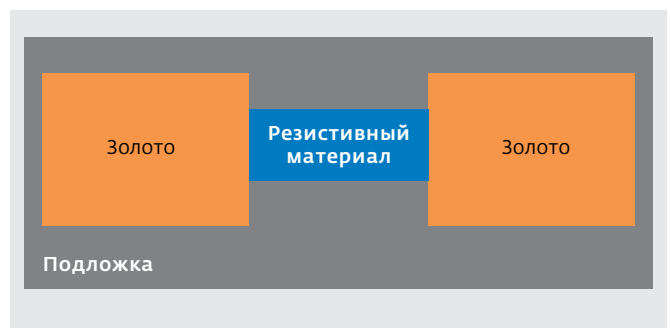 Золото
Резистивный
материал
Золото
Подложка